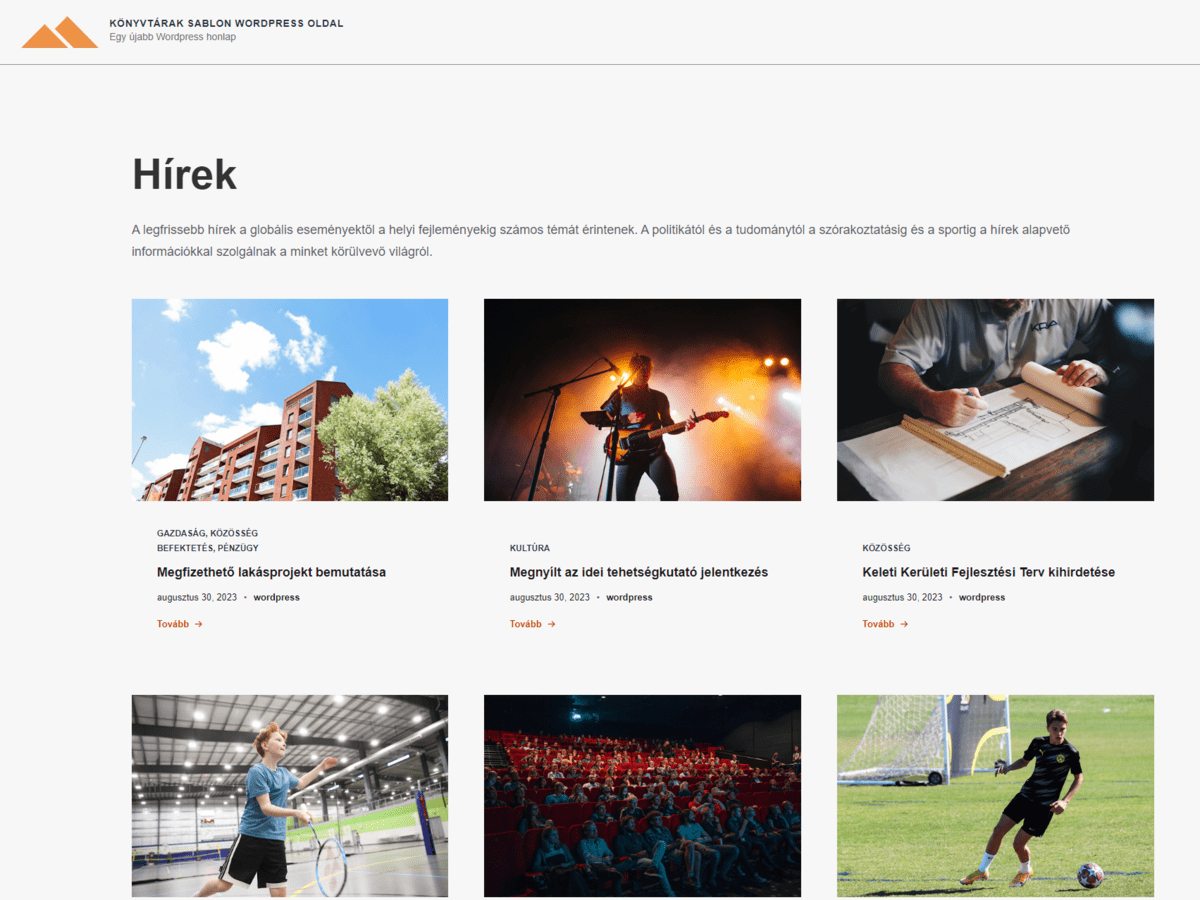 KÖNYVTÁRAK SABLON WORDPRESS OLDAL
Egy újabb Wordpress honlap
Hírek
A legfrissebb hírek a globális eseményektől a helyi fejleményekig számos témát érintenek. A politikától és a tudománytól a szórakoztatásig és a sportig a hírek alapvető
információkkal szolgálnak a minket körülvevő világról.
KRA
GAZDASÁG, KÖZÖSSÉG
BEFEKTETÉS, PÉNZÜGY
Megfizethető lakásprojekt bemutatása
augusztus 30, 2023 • wordpress
Tovább →
KULTÚRA
Megnyílt az idei tehetségkutató jelentkezés
augusztus 30, 2023 • wordpress
Tovább →
KÖZÖSSÉG
Keleti Kerületi Fejlesztési Terv kihirdetése
augusztus 30, 2023 • wordpress
Tovább →